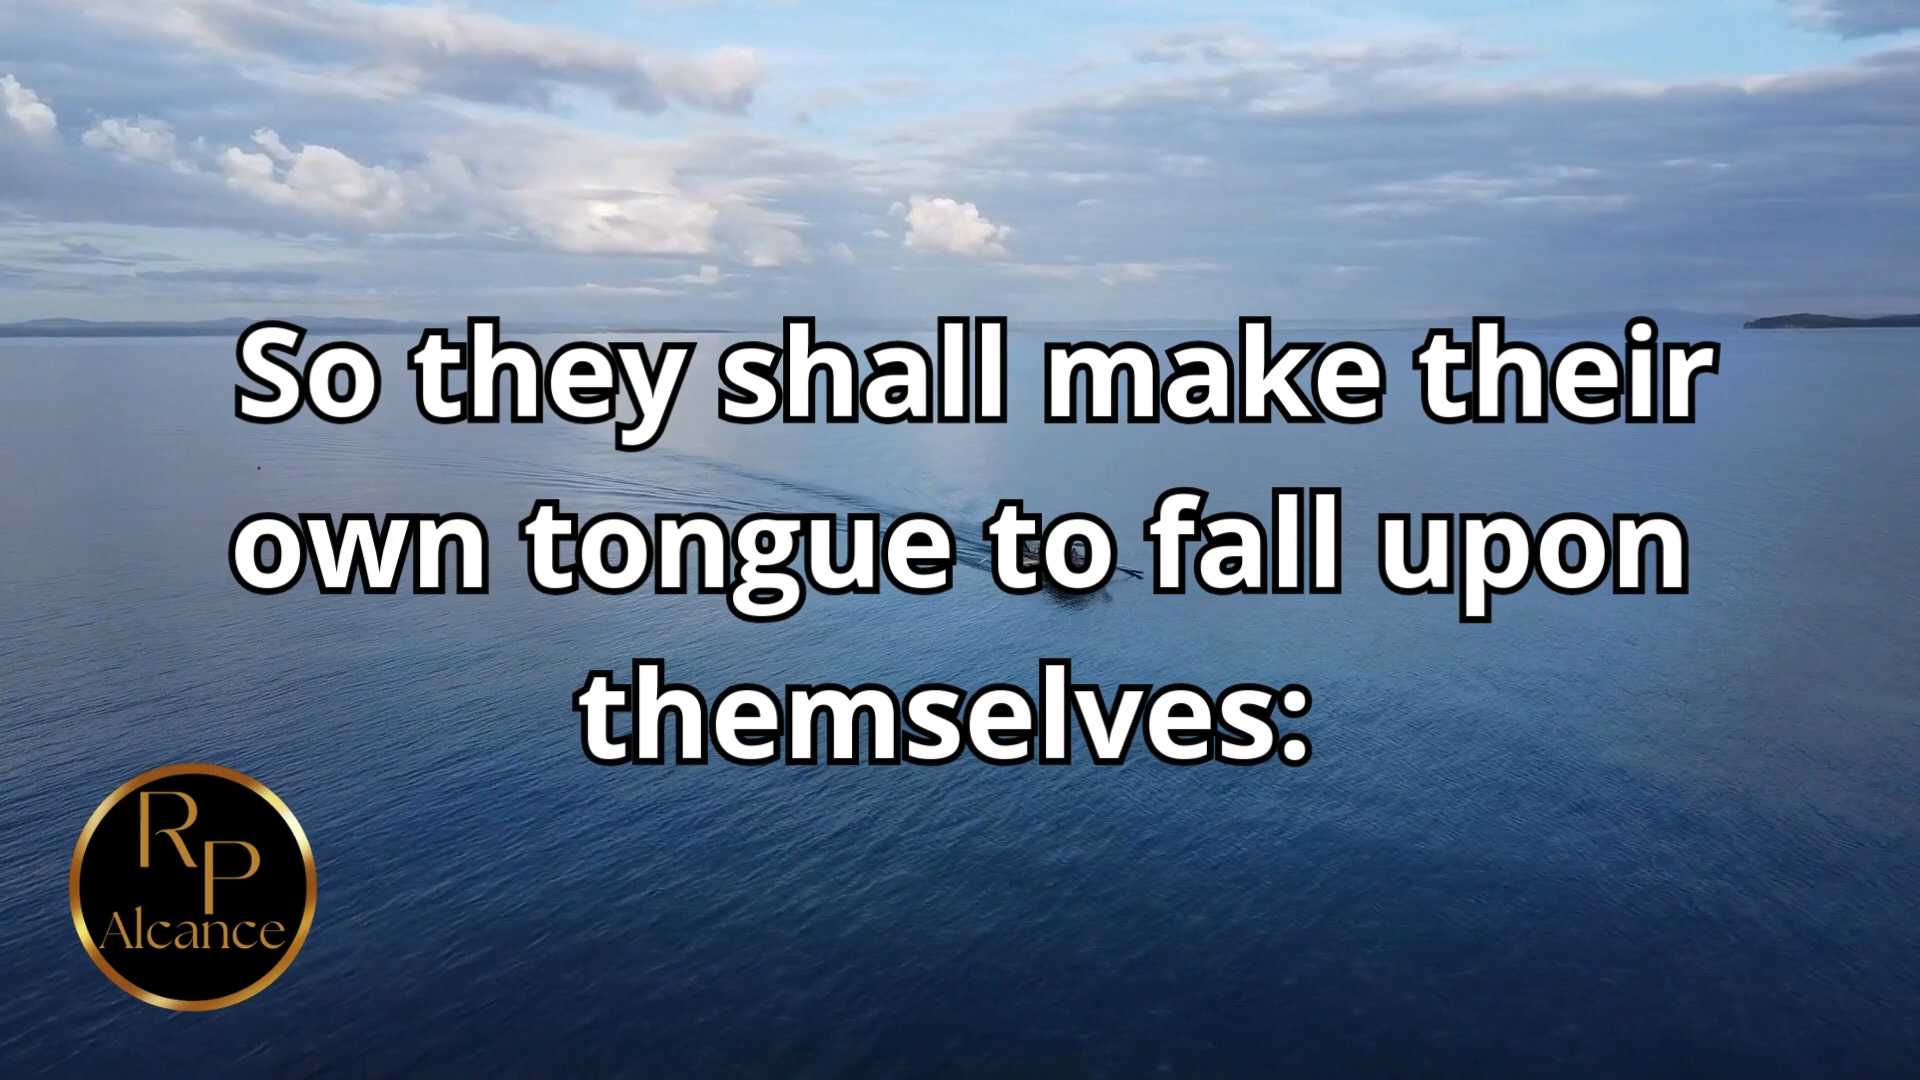 So they shall make their
own tongue to fall upon
themselves:
RP
Alcance